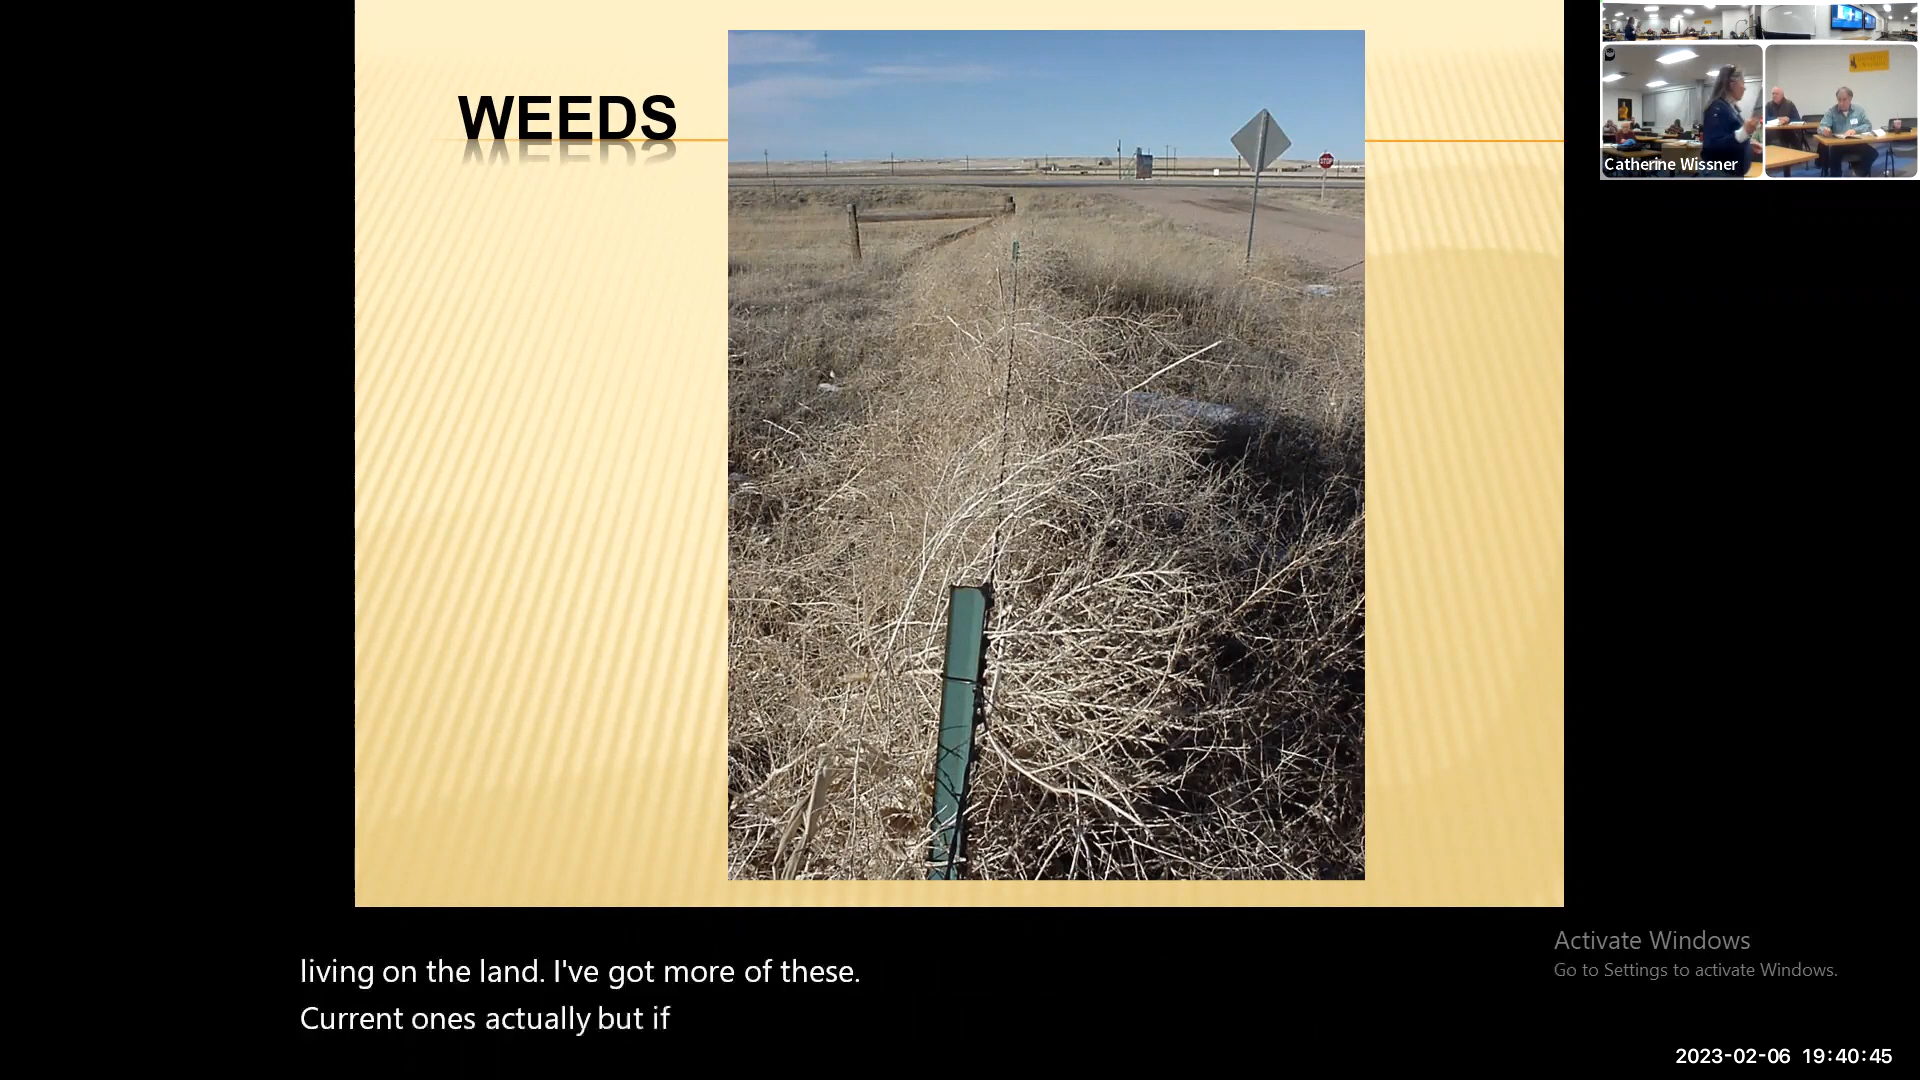 WEEDS
STOP
Catherine Wissner
living on the land. I've got more of these.
Current ones actually but if
Activate Windows
Go to Settings to activate Windows.
2023-02-06 19:40:45